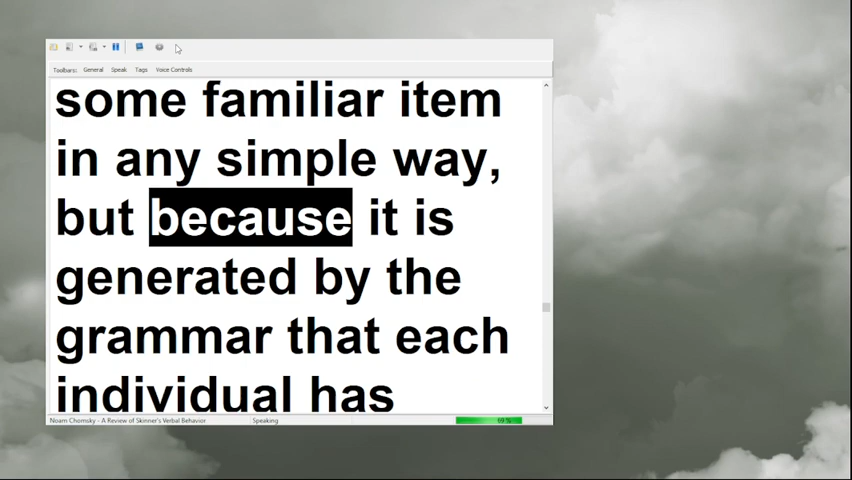 Toolbars: General Speak Tags Voice Controls
some familiar item
in any simple way,
but because it is
generated by the
grammar that each
individual has
Noam Chomsky - A Review of Skinner's Verbal Behavior Speaking 69 %